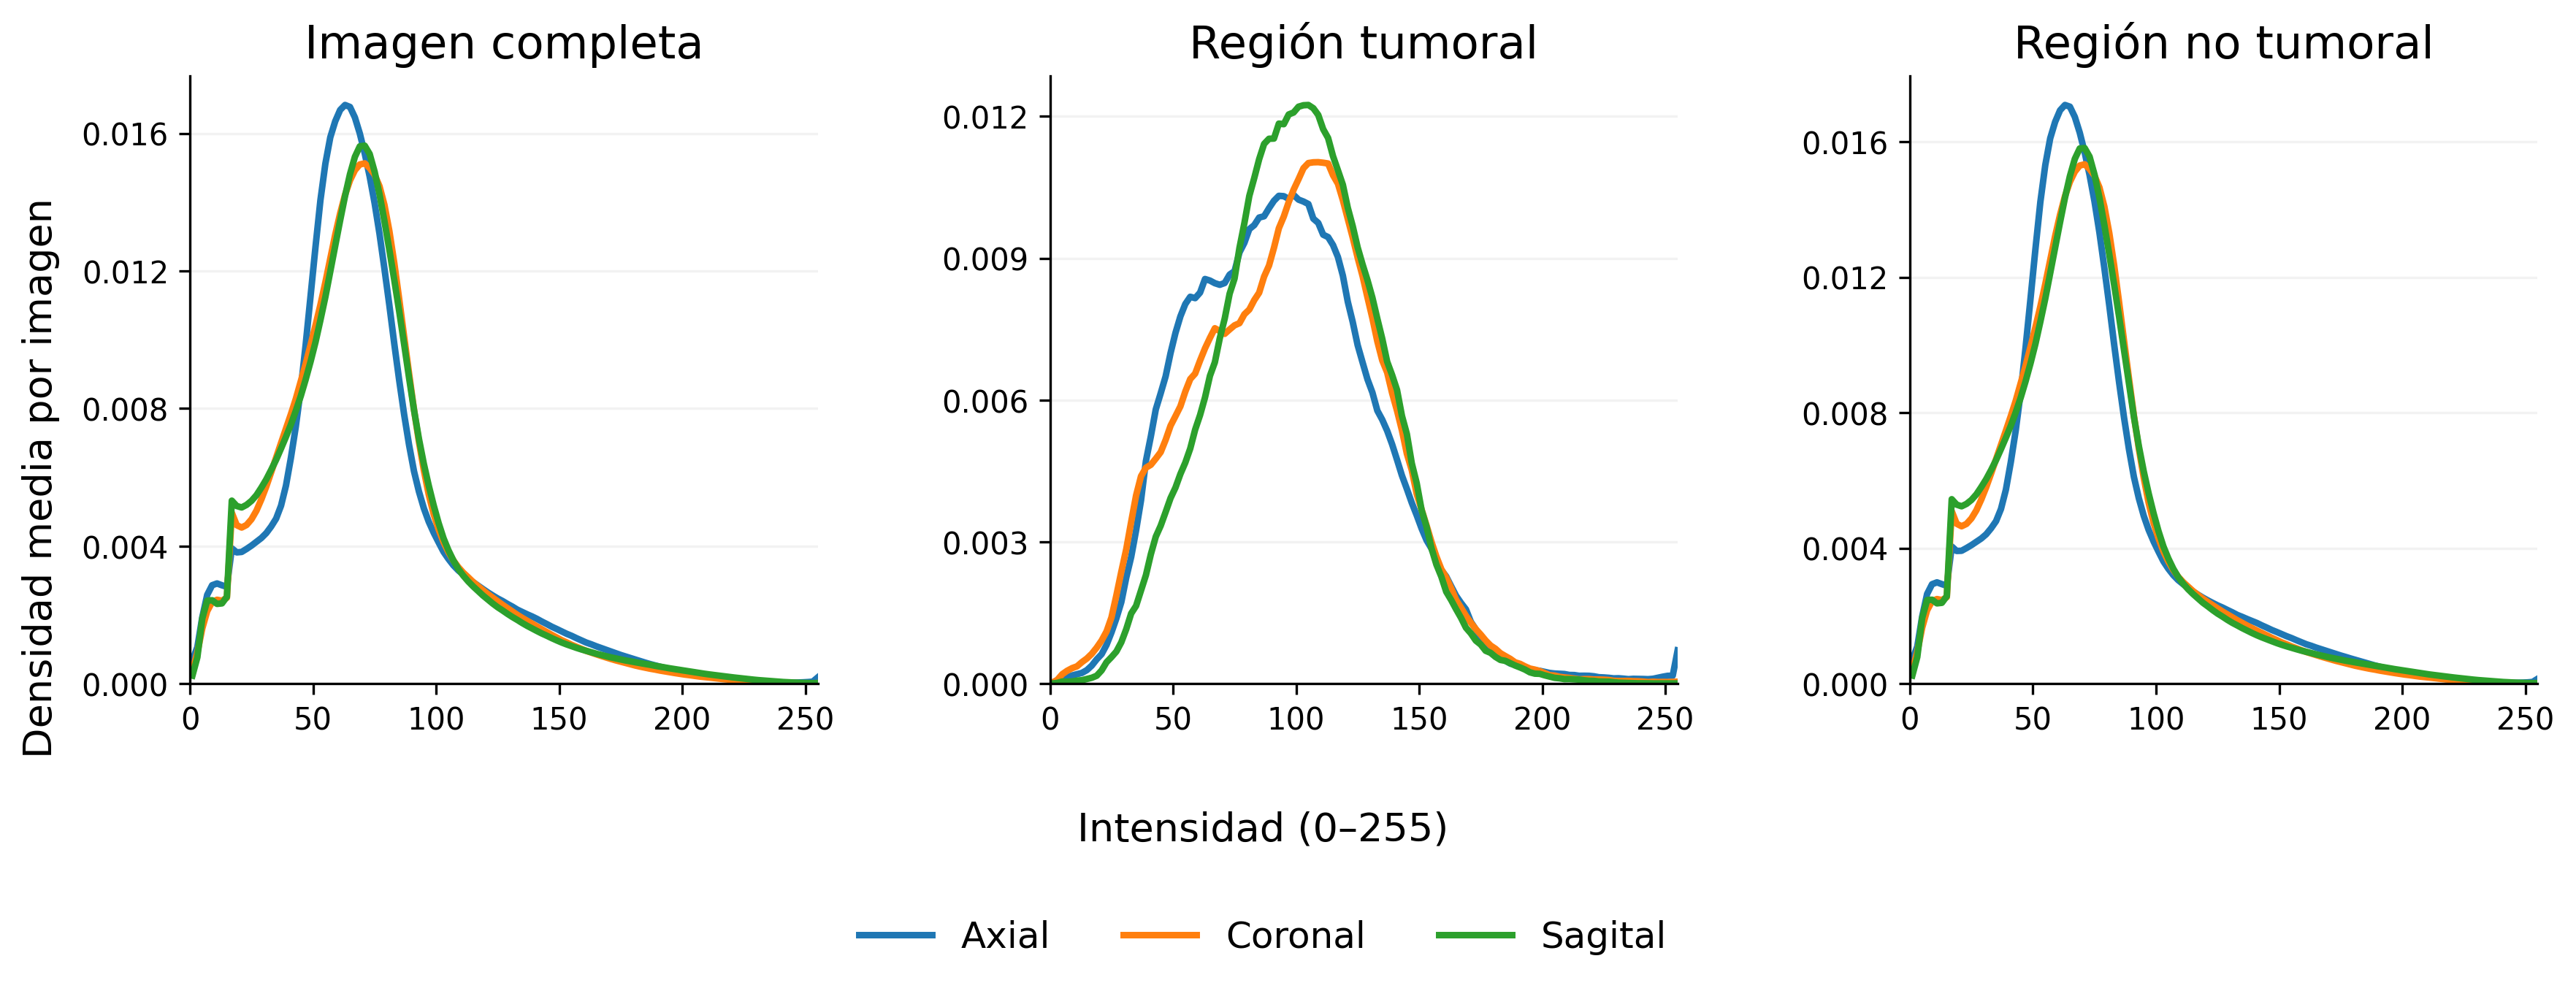 Imagen completa
Región tumoral
Región no tumoral
Densidad media por imagen
0.016
0.012
0.008
0.004
0.000
0 50 100 150 200 250
0.012
0.009
0.006
0.003
0.000
0 50 100 150 200 250
0.016
0.012
0.008
0.004
0.000
0 50 100 150 200 250
Intensidad (0–255)
Axial Coronal Sagital